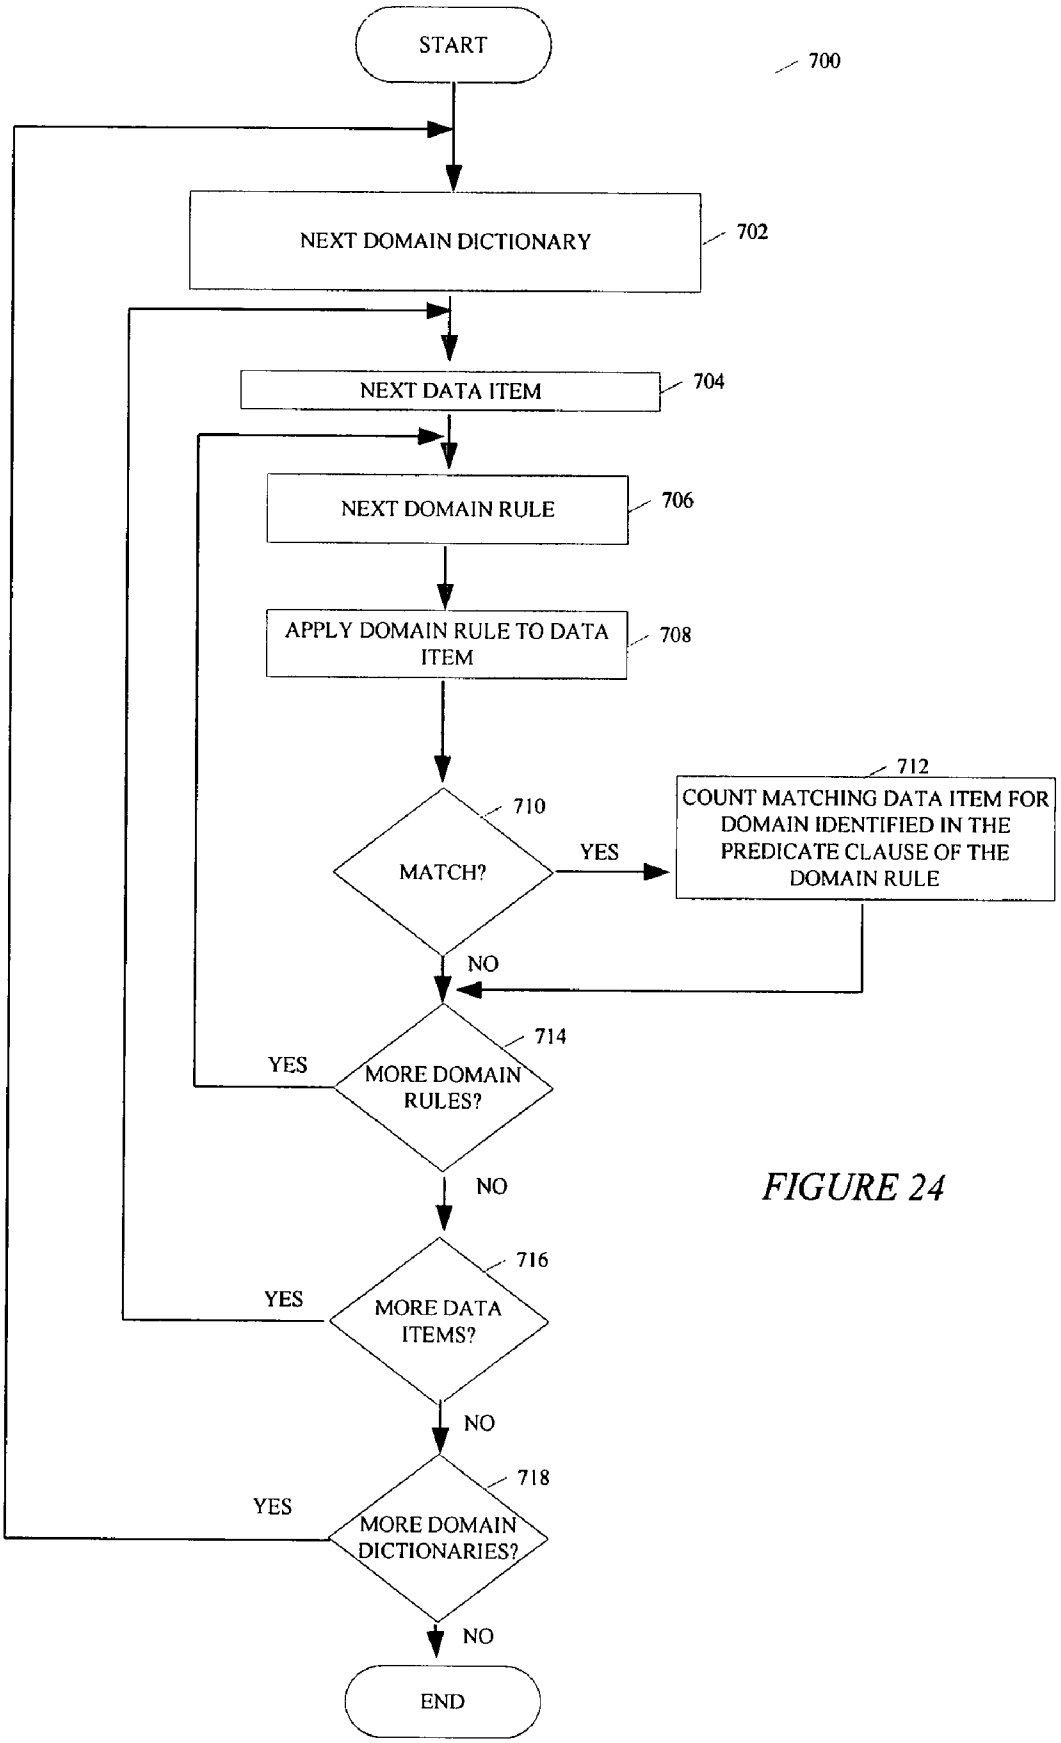 START
700
NEXT DOMAIN DICTIONARY
702
NEXT DATA ITEM
704
NEXT DOMAIN RULE
706
APPLY DOMAIN RULE TO DATA
ITEM
708
710
MATCH?
YES
712
COUNT MATCHING DATA ITEM FOR
DOMAIN IDENTIFIED IN THE
PREDICATE CLAUSE OF THE
DOMAIN RULE
NO
714
YES
MORE DOMAIN
RULES?
NO
FIGURE 24
716
YES
MORE DATA
ITEMS?
NO
718
YES
MORE DOMAIN
DICTIONARIES?
NO
END